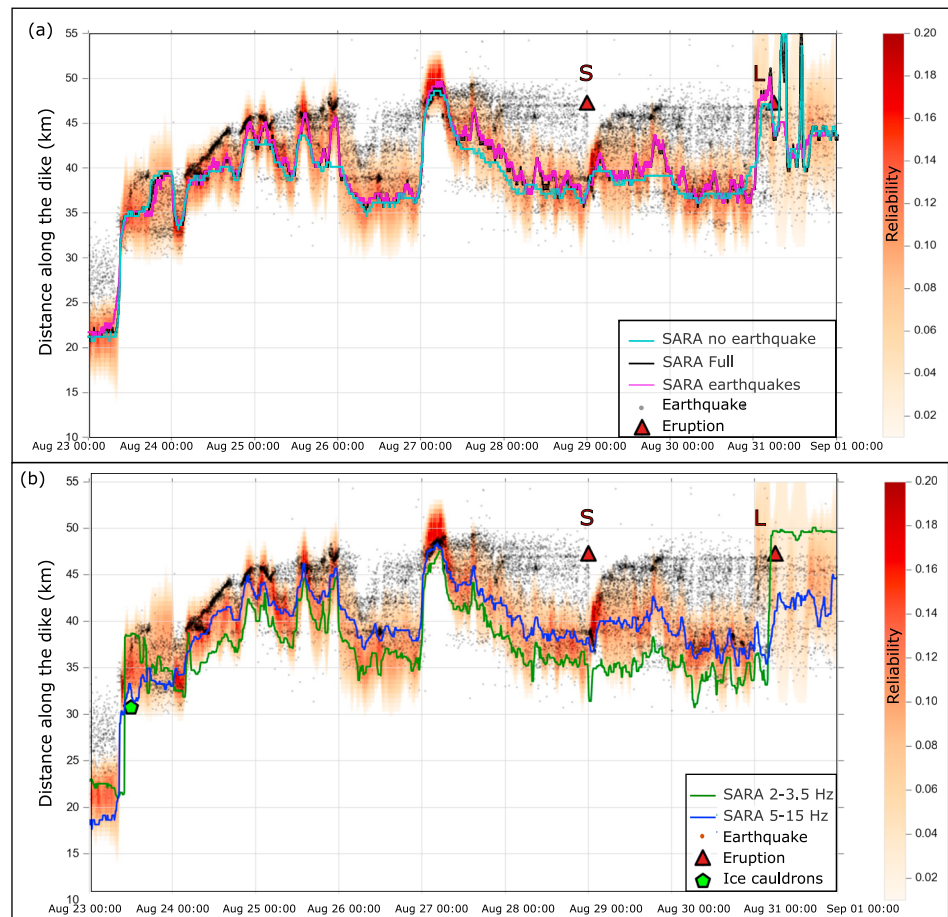 (a)
55
50
45
40
35
30
25
20
15
10
Distance along the dike (km)
S
L
SARA no earthquake
SARA Full
SARA earthquakes
Earthquake
Eruption
Aug 23 00:00 Aug 24 00:00 Aug 25 00:00 Aug 26 00:00 Aug 27 00:00 Aug 28 00:00 Aug 29 00:00 Aug 30 00:00 Aug 31 00:00 Sep 01 00:00
0.20
0.18
0.16
0.14
0.12
0.10
0.08
0.06
0.04
0.02
0.01
Reliability
(b)
55
50
45
40
35
30
25
20
15
11
10
Distance along the dike (km)
S
L
SARA 2-3.5 Hz
SARA 5-15 Hz
Earthquake
Eruption
Ice cauldrons
Aug 23 00:00 Aug 24 00:00 Aug 25 00:00 Aug 26 00:00 Aug 27 00:00 Aug 28 00:00 Aug 29 00:00 Aug 30 00:00 Aug 31 00:00 Sep 01 00:00
0.20
0.18
0.16
0.14
0.12
0.10
0.08
0.06
0.04
0.02
0.01
Reliability